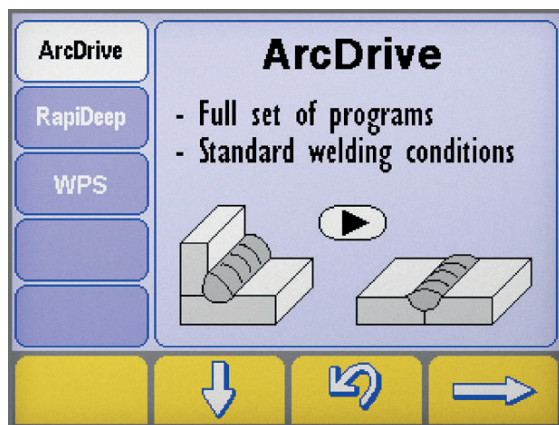 ArcDrive
RapiDeep
WPS
ArcDrive
- Full set of programs
- Standard welding conditions